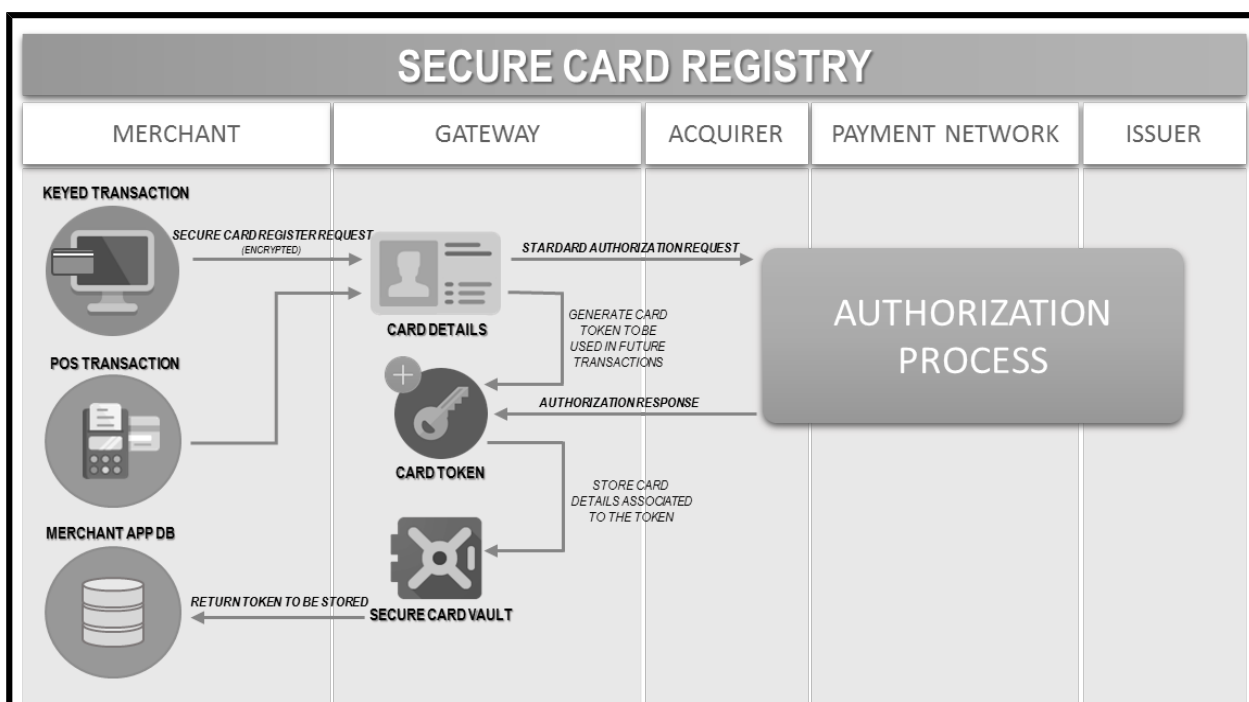 SECURE CARD REGISTRY
MERCHANT
GATEWAY
ACQUIRER
PAYMENT NETWORK
ISSUER
KEYED TRANSACTION
SECURE CARD REGISTER REQUEST
(ENCRYPTED)
STARDARD AUTHORIZATION REQUEST
CARD DETAILS
GENERATE CARD
TOKEN TO BE
USED IN FUTURE
TRANSACTIONS
AUTHORIZATION
PROCESS
POS TRANSACTION
AUTHORIZATION RESPONSE
CARD TOKEN
STORE CARD
DETAILS ASSOCIATED
TO THE TOKEN
MERCHANT APP DB
RETURN TOKEN TO BE STORED
SECURE CARD VAULT